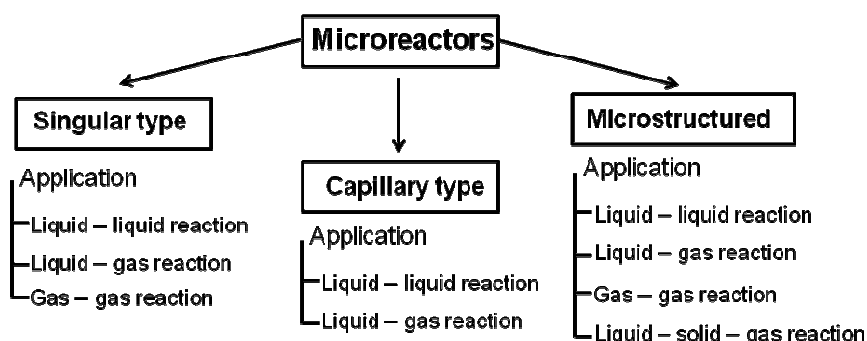 Microreactors
Singular type
Application
Liquid – liquid reaction
Liquid – gas reaction
Gas – gas reaction
Capillary type
Application
Liquid – liquid reaction
Liquid – gas reaction
Microstructured
Application
Liquid – liquid reaction
Liquid – gas reaction
Gas – gas reaction
Liquid – solid – gas reaction